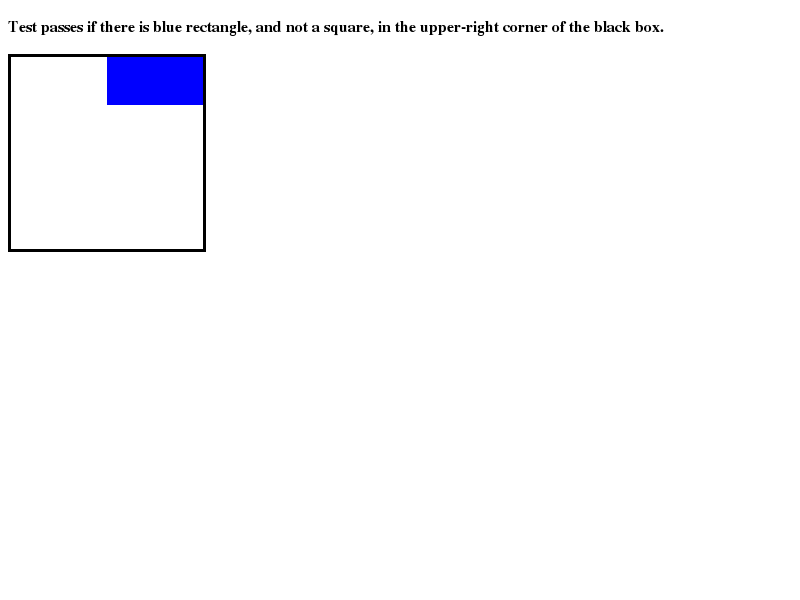 Test passes if there is blue rectangle, and not a square, in the upper-right corner of the black box.